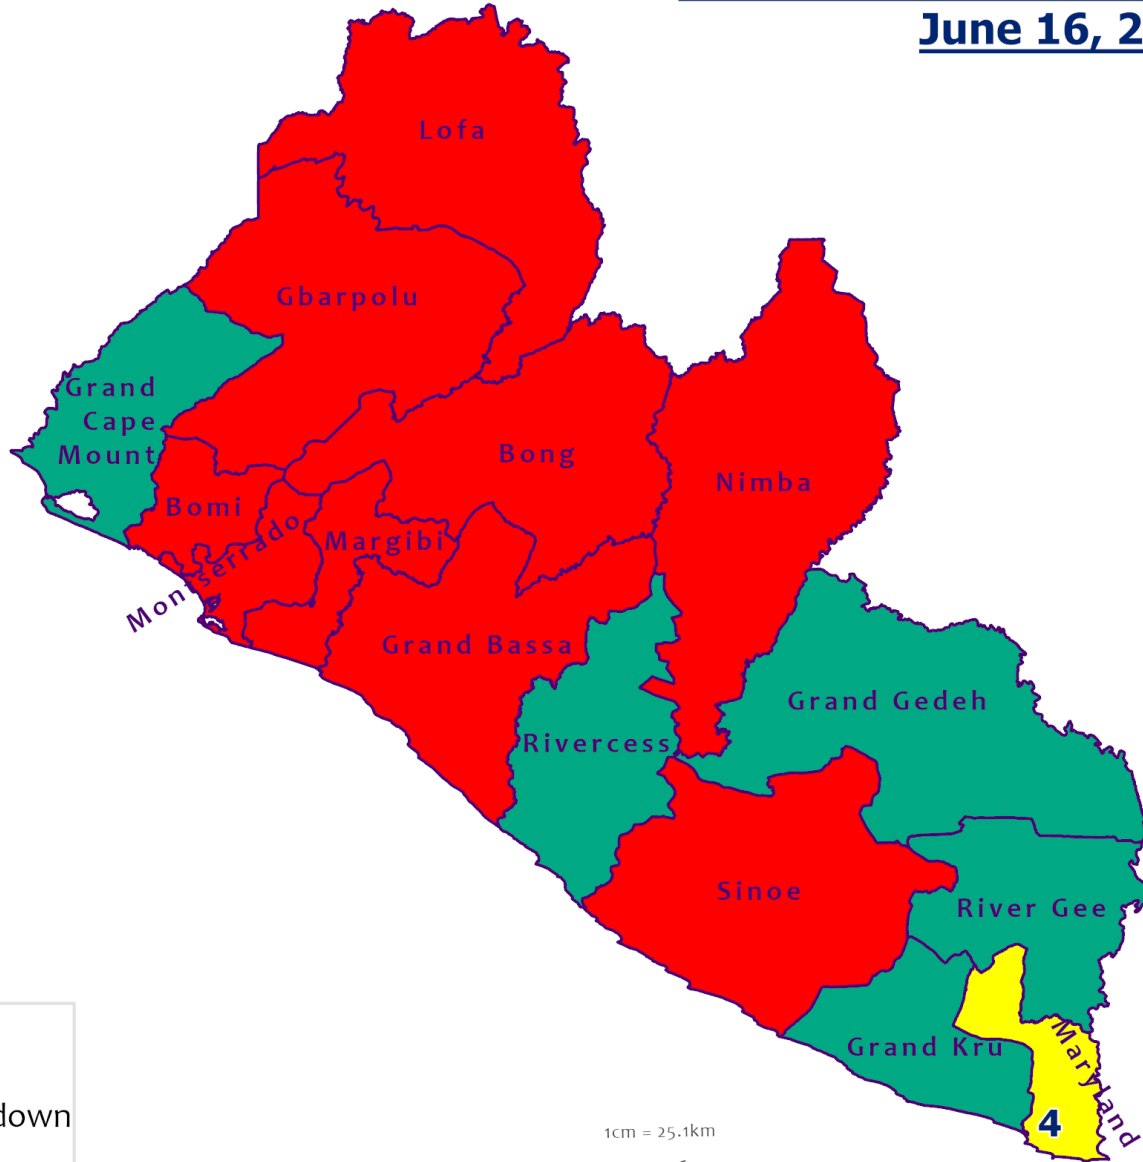 June 16, 2
Lofa
Gbarpolu
Grand
Cape
Mount
Bong
Nimba
Bomi
Montserrado
Margibi
Grand Bassa
Grand Gedeh
Rivercess
Sinoe
River Gee
Grand Kru
Maryland
4
down
1cm = 25.1km